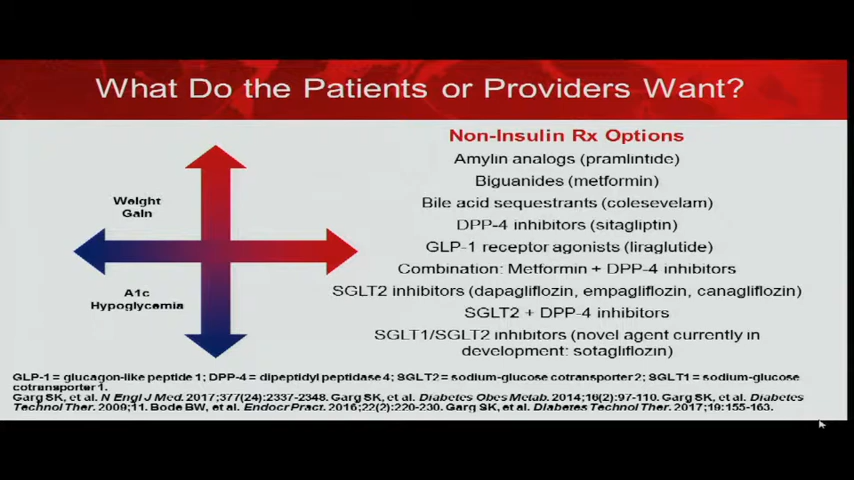 What Do the Patients or Providers Want?
Weight
Gain
A1c
Hypoglycemia
Non-Insulin Rx Options
Amylin analogs (pramlintide)
Biguanides (metformin)
Bile acid sequestrants (colesevelam)
DPP-4 inhibitors (sitagliptin)
GLP-1 receptor agonists (liraglutide)
Combination: Metformin + DPP-4 inhibitors
SGLT2 inhibitors (dapagliflozin, empagliflozin, canagliflozin)
SGLT2 + DPP-4 inhibitors
SGLT1/SGLT2 inhibitors (novel agent currently in
development: sotagliflozin)
GLP-1 = glucagon-like peptide 1; DPP-4 = dipeptidyl peptidase 4; SGLT2 = sodium-glucose cotransporter 2; SGLT1 = sodium-glucose
cotransporter 1.
Garg SK, et al. N Engl J Med. 2017;377(24):2337-2348. Garg SK, et al. Diabetes Obes Metab. 2014;16(2):97-110. Garg SK, et al. Diabetes
Technol Ther. 2009;11. Bode BW, et al. Endocr Pract. 2016;22(2):220-230. Garg SK, et al. Diabetes Technol Ther. 2017;19:155-163.